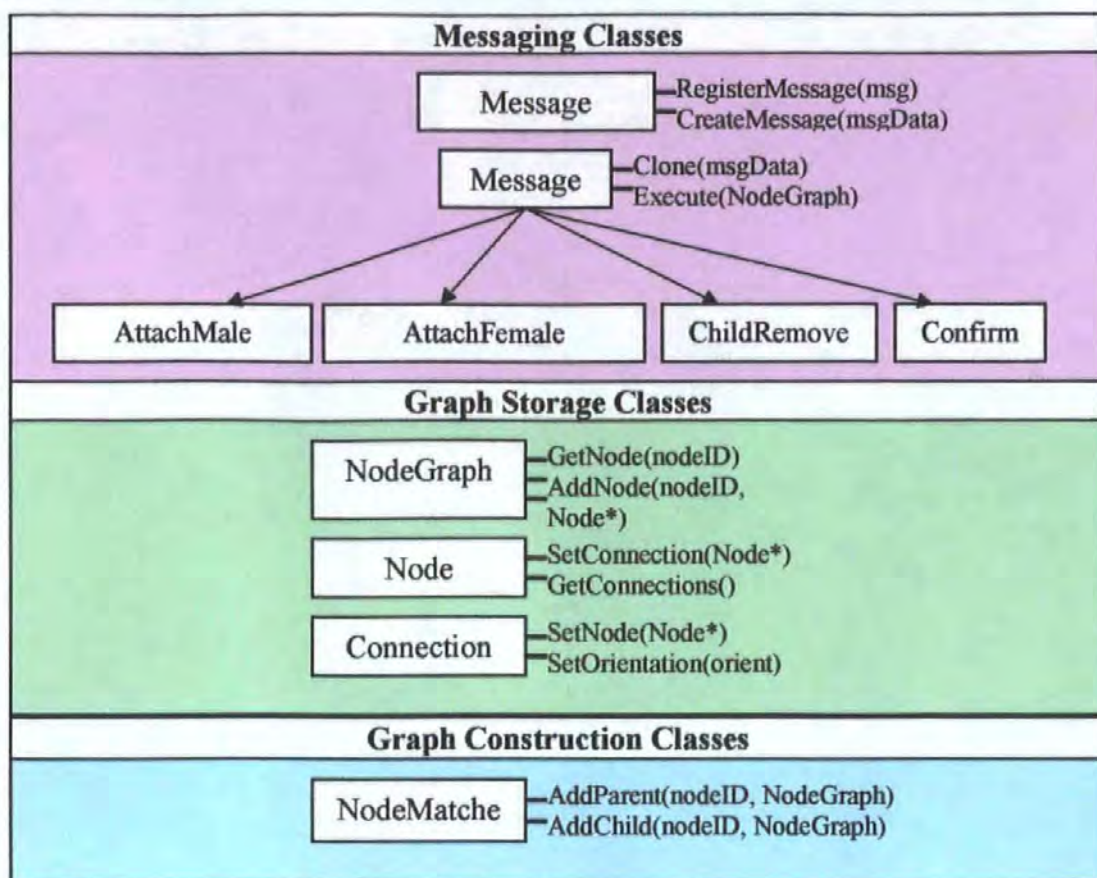 Messaging Classes
Message
RegisterMessage(msg)
CreateMessage(msgData)
Message
Clone(msgData)
Execute(NodeGraph)
AttachMale
AttachFemale
ChildRemove
Confirm
Graph Storage Classes
NodeGraph
GetNode(nodeID)
AddNode(nodeID,
Node*)
Node
SetConnection(Node*)
GetConnections()
Connection
SetNode(Node*)
SetOrientation(orient)
Graph Construction Classes
NodeMatche
AddParent(nodeID, NodeGraph)
AddChild(nodeID, NodeGraph)